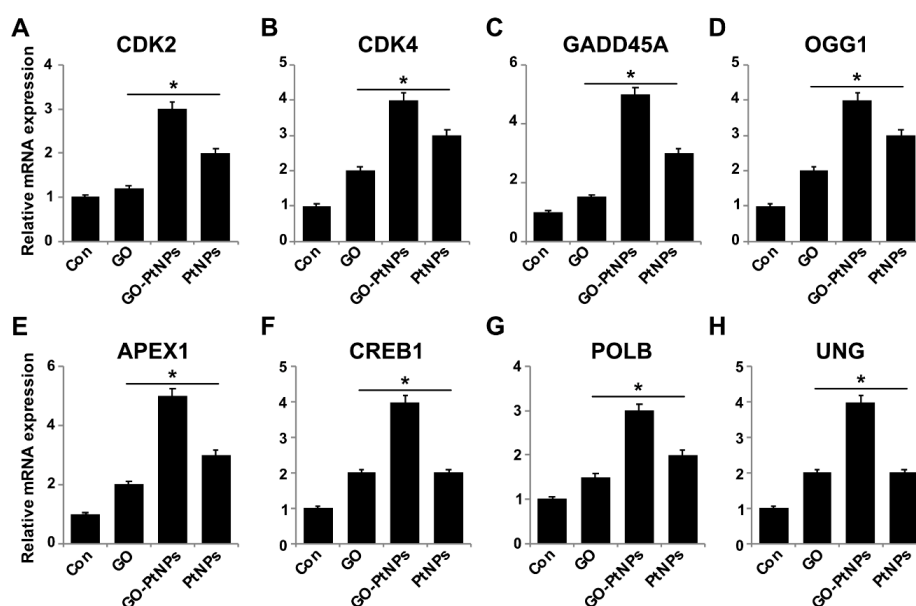 A
CDK2
Relative mRNA expression
4
3
2
1
0
*
Con
GO
GO-PtNPs
PtNPs
B
CDK4
5
4
3
2
1
0
*
Con
GO
GO-PtNPs
PtNPs
C
GADD45A
6
4
2
0
*
Con
GO
GO-PtNPs
PtNPs
D
OGG1
5
4
3
2
1
0
*
Con
GO
GO-PtNPs
PtNPs
E
APEX1
Relative mRNA expression
6
4
2
0
*
Con
GO
GO-PtNPs
PtNPs
F
CREB1
5
4
3
2
1
0
*
Con
GO
GO-PtNPs
PtNPs
G
POLB
4
3
2
1
0
*
Con
GO
GO-PtNPs
PtNPs
H
UNG
5
4
3
2
1
0
*
Con
GO
GO-PtNPs
PtNPs